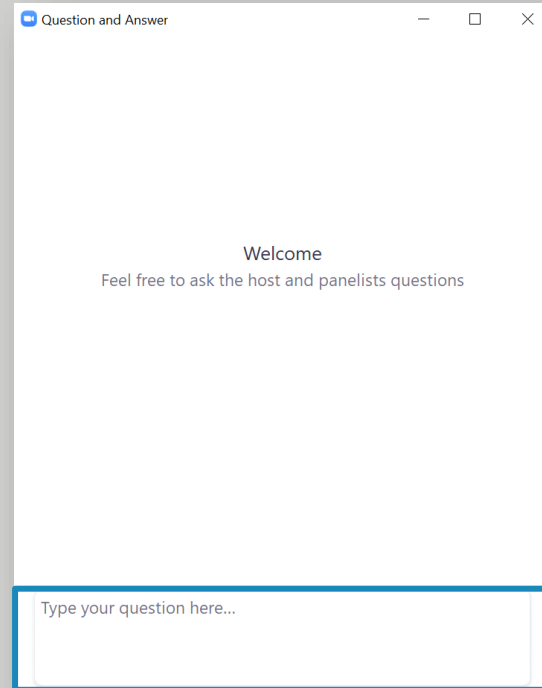 Question and Answer
Welcome
Feel free to ask the host and panelists questions
Type your question here...